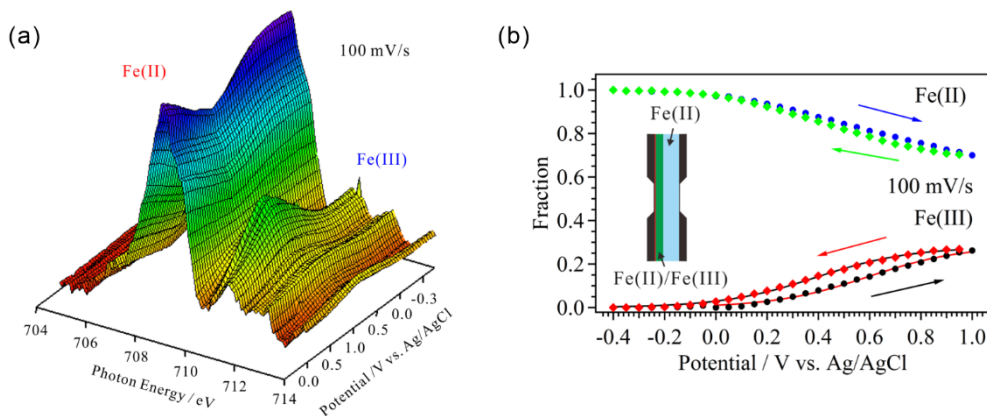 (a)
100 mV/s
Fe(II)
Fe(III)
704
706
708
710
712
714
Photon Energy / eV
0.0
0.5
1.0
0.5
0.0
-0.3
Potential / V vs. Ag/AgCl
(b)
Fe(II)
Fe(II)
100 mV/s
Fe(III)
Fe(II)/Fe(III)
1.0
0.8
0.6
0.4
0.2
0.0
Fraction
-0.4
-0.2
0.0
0.2
0.4
0.6
0.8
1.0
Potential / V vs. Ag/AgCl